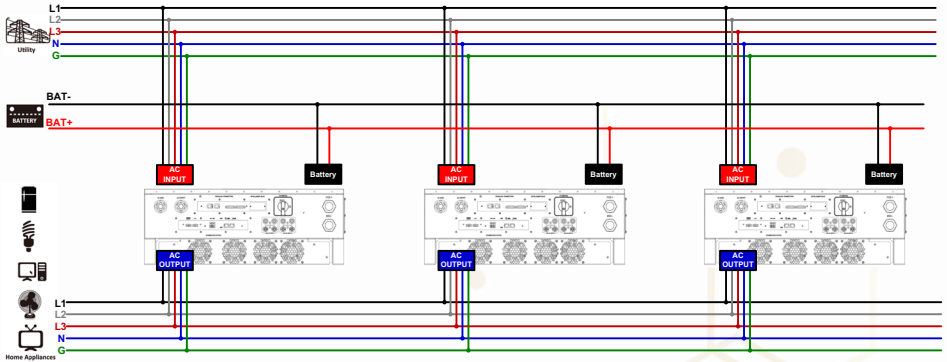 L1
L2
L3
N
G
Utility
BAT-
BATTERY
BAT+
AC
INPUT
Battery
AC
INPUT
Battery
AC
INPUT
Battery
AC
OUTPUT
AC
OUTPUT
AC
OUTPUT
L1
L2
L3
N
G
Home Appliances